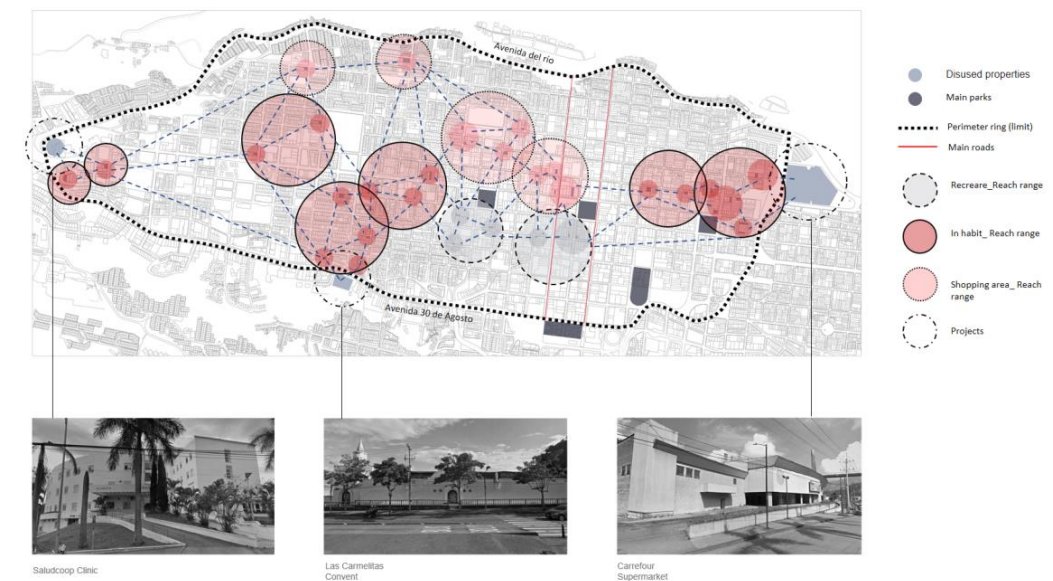 Avenida del río
Avenida 30 de Agosto
Disused properties
Main parks
Perimeter ring (limit)
Main roads
Recreare_Reach range
In habit_ Reach range
Shopping area_ Reach
range
Projects
Saludcoop Clinic
Las Carmelitas
Convent
Carrefour
Supermarket